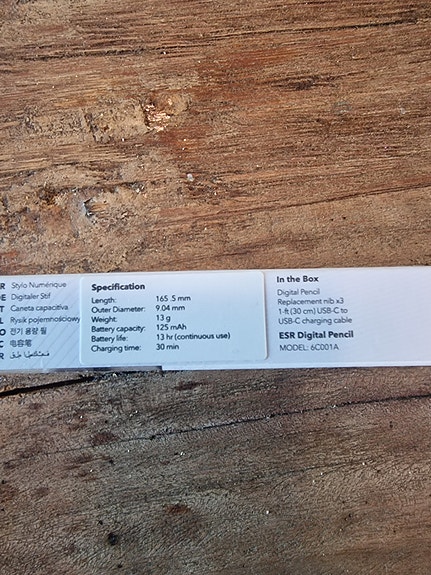 R Stylo Numérique
DE Digitaler Stif
T Caneta capacitiva
L Rysik pojemnościowy
O 전기 용량 펄
C 电容笔
R
Specification
Length: 165 .5 mm
Outer Diameter: 9.04 mm
Weight: 13 g
Battery capacity: 125 mAh
Battery life: 13 hr (continuous use)
Charging time: 30 min
In the Box
Digital Pencil
Replacement nib x3
1-ft (30 cm) USB-C to
USB-C charging cable
ESR Digital Pencil
MODEL: 6C001A